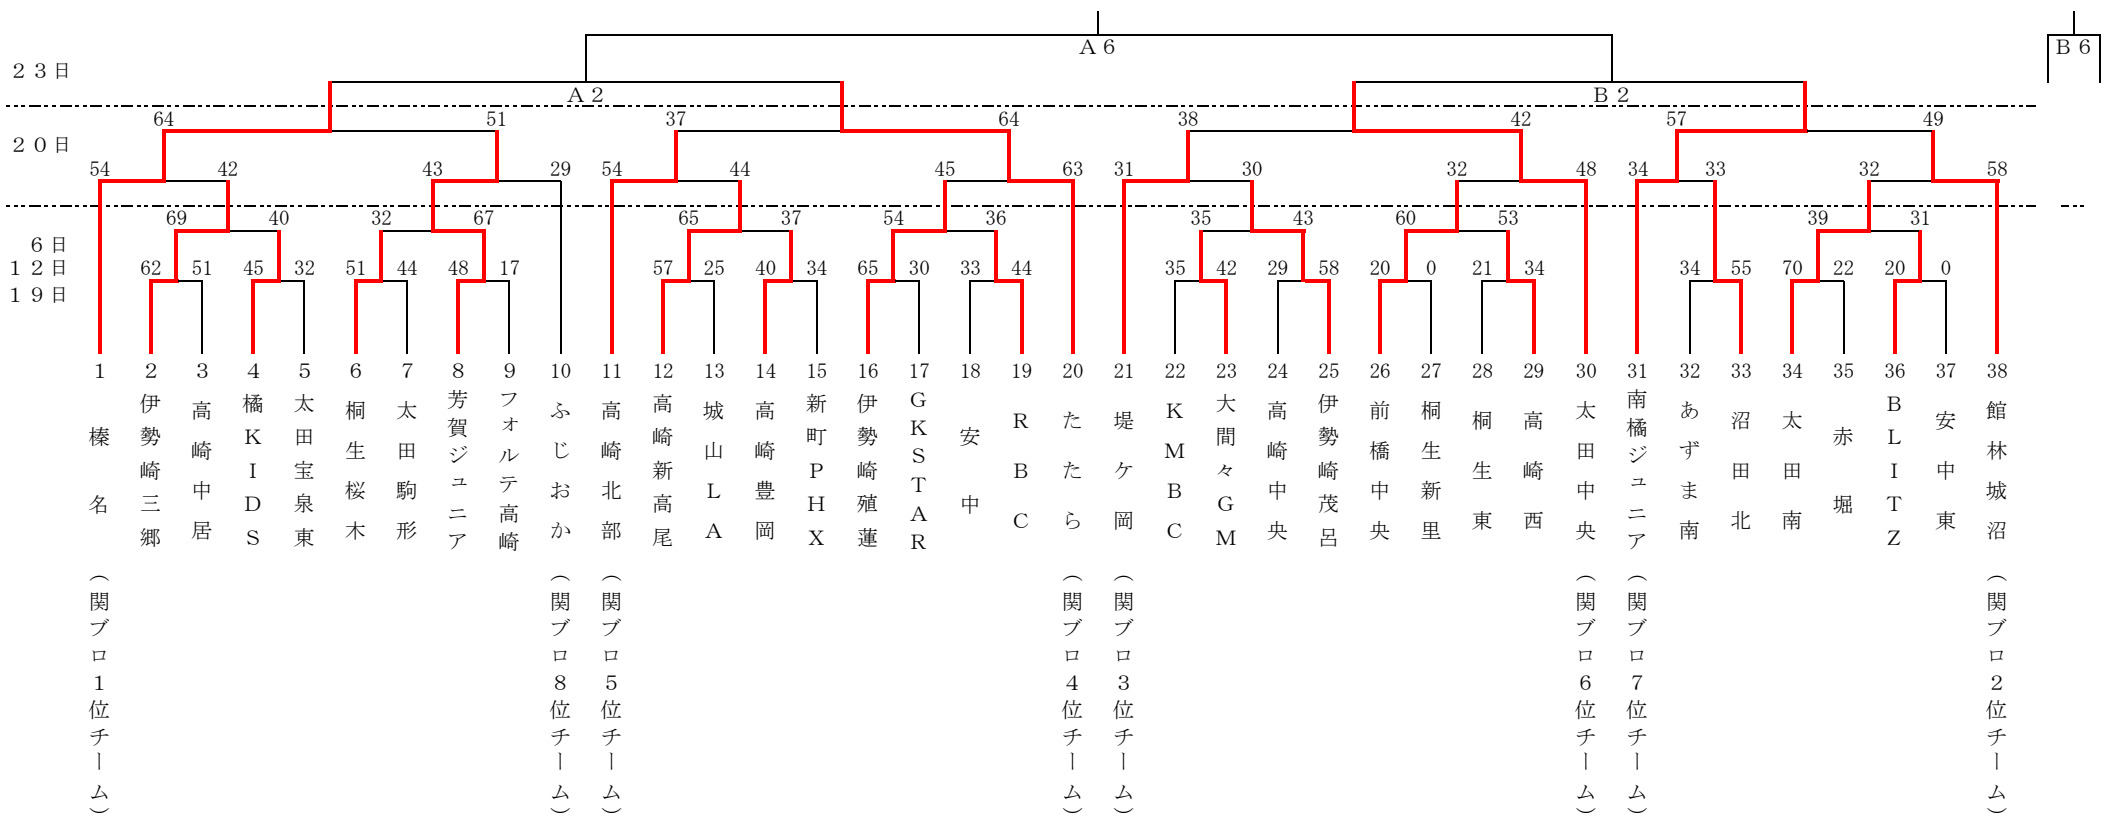 A6
B6
23日
A2
B2
64 51 37 64 38 42 57 49
20日
54 42 43 29 54 44 45 63 31 30 32 48 34 33 32 58
69 40 32 67 65 37 54 36 35 43 60 53 39 31
6日
12日
62 51 45 32 51 44 48 17 57 25 40 34 65 30 33 44 35 42 29 58 20 0 21 34 34 55 70 22 20 0
19日
1 2 3 4 5 6 7 8 9 10 11 12 13 14 15 16 17 18 19 20 21 22 23 24 25 26 27 28 29 30 31 32 33 34 35 36 37 38
榛名
伊勢崎三郷
高崎中居
橘KIDS
太田宝泉東
桐生桜木
太田駒形
芳賀ジュニア
フォルテ高崎
ふじおか
高崎北部
高崎新高尾
城山LA
高崎豊岡
新町PHX
伊勢崎殖蓮
GKSTAR
安中
RBC
たたら
堤ケ岡
KMBC
大間々GM
高崎中央
伊勢崎茂呂
前橋中央
桐生新里
桐生東
高崎西
太田中央
南橘ジュニア
あずま南
沼田北
太田南
赤堀
BLITZ
安中東
館林城沼
(関ブロ1位チーム)
(関ブロ8位チーム)
(関ブロ5位チーム)
(関ブロ4位チーム)
(関ブロ3位チーム)
(関ブロ6位チーム)
(関ブロ7位チーム)
(関ブロ2位チーム)